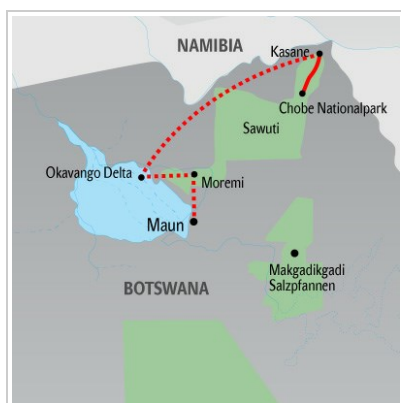 NAMIBIA
Kasane
Chobe Nationalpark
Sawuti
Okavango Delta
Moremi
Maun
Makgadikgadi
Salzpfannen
BOTSWANA